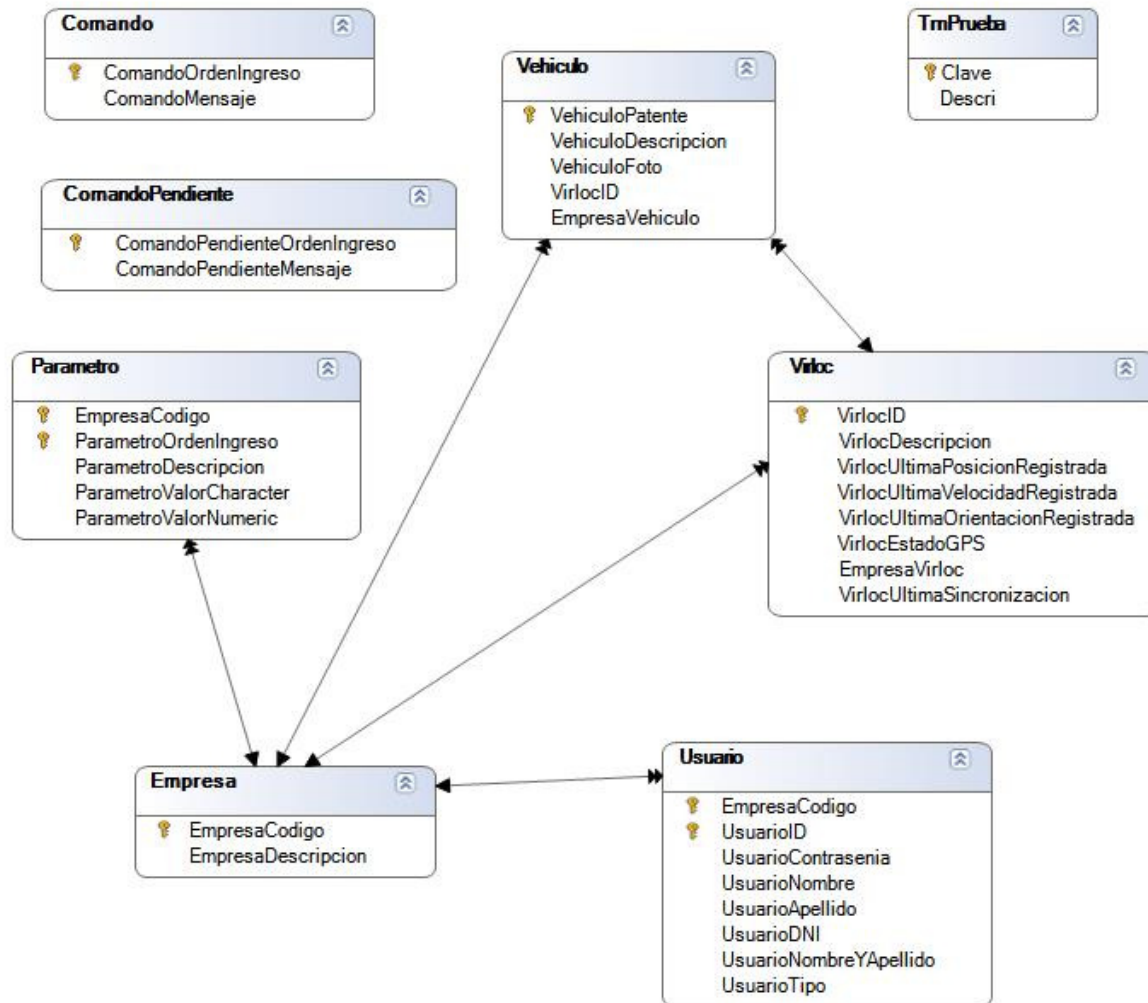 Comando
ComandoOrdenIngreso
ComandoMensaje
TrnPrueba
Clave
Descri
Vehiculo
VehiculoPatente
VehiculoDescripcion
VehiculoFoto
VirlocID
EmpresaVehiculo
ComandoPendiente
ComandoPendienteOrdenIngreso
ComandoPendienteMensaje
Parametro
EmpresaCodigo
ParametroOrdenIngreso
ParametroDescripcion
ParametroValorCharacter
ParametroValorNumeric
Virloc
VirlocID
VirlocDescripcion
VirlocUltimaPosicionRegistrada
VirlocUltimaVelocidadRegistrada
VirlocUltimaOrientacionRegistrada
VirlocEstadoGPS
EmpresaVirloc
VirlocUltimaSincronizacion
Empresa
EmpresaCodigo
EmpresaDescripcion
Usuario
EmpresaCodigo
UsuarioID
UsuarioContrasenia
UsuarioNombre
UsuarioApellido
UsuarioDNI
UsuarioNombreYApellido
UsuarioTipo